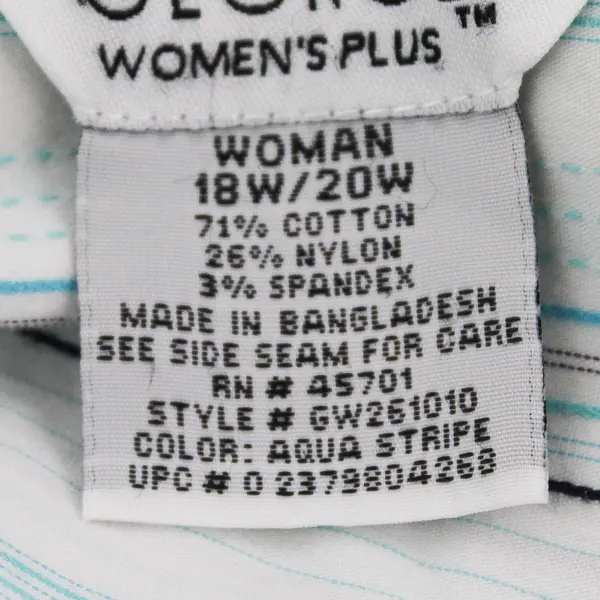 GEORGE™
WOMEN'S PLUS
WOMAN
18W/20W
71% COTTON
26% NYLON
3% SPANDEX
MADE IN BANGLADESH
SEE SIDE SEAM FOR CARE
RN # 45701
STYLE # GW261010
COLOR: AQUA STRIPE
UPC # 0 2379804268